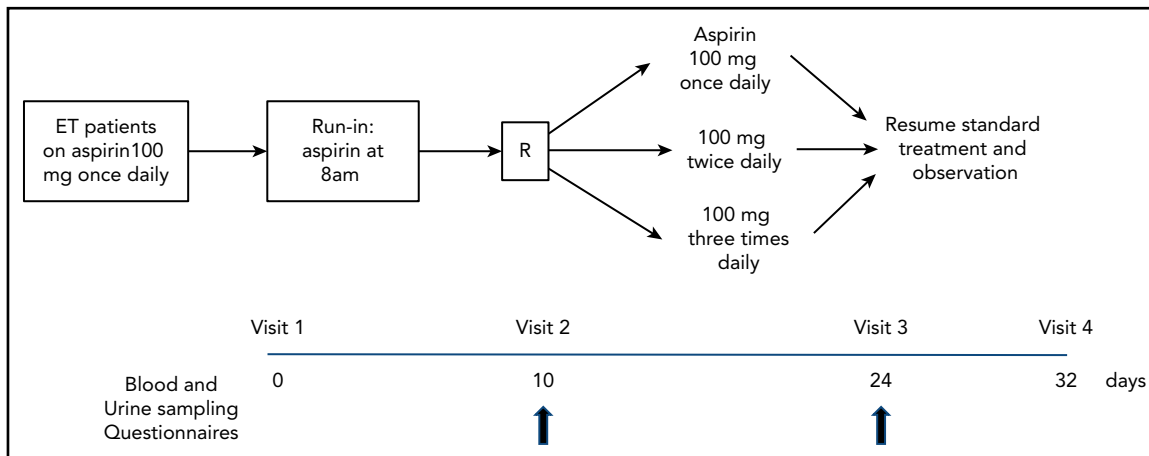 ET patients
on aspirin100
mg once daily
Run-in:
aspirin at
8am
R
Aspirin
100 mg
once daily
100 mg
twice daily
100 mg
three times
daily
Resume standard
treatment and
observation
Visit 1 Visit 2 Visit 3 Visit 4
0 10 24 32 days
Blood and
Urine sampling
Questionnaires